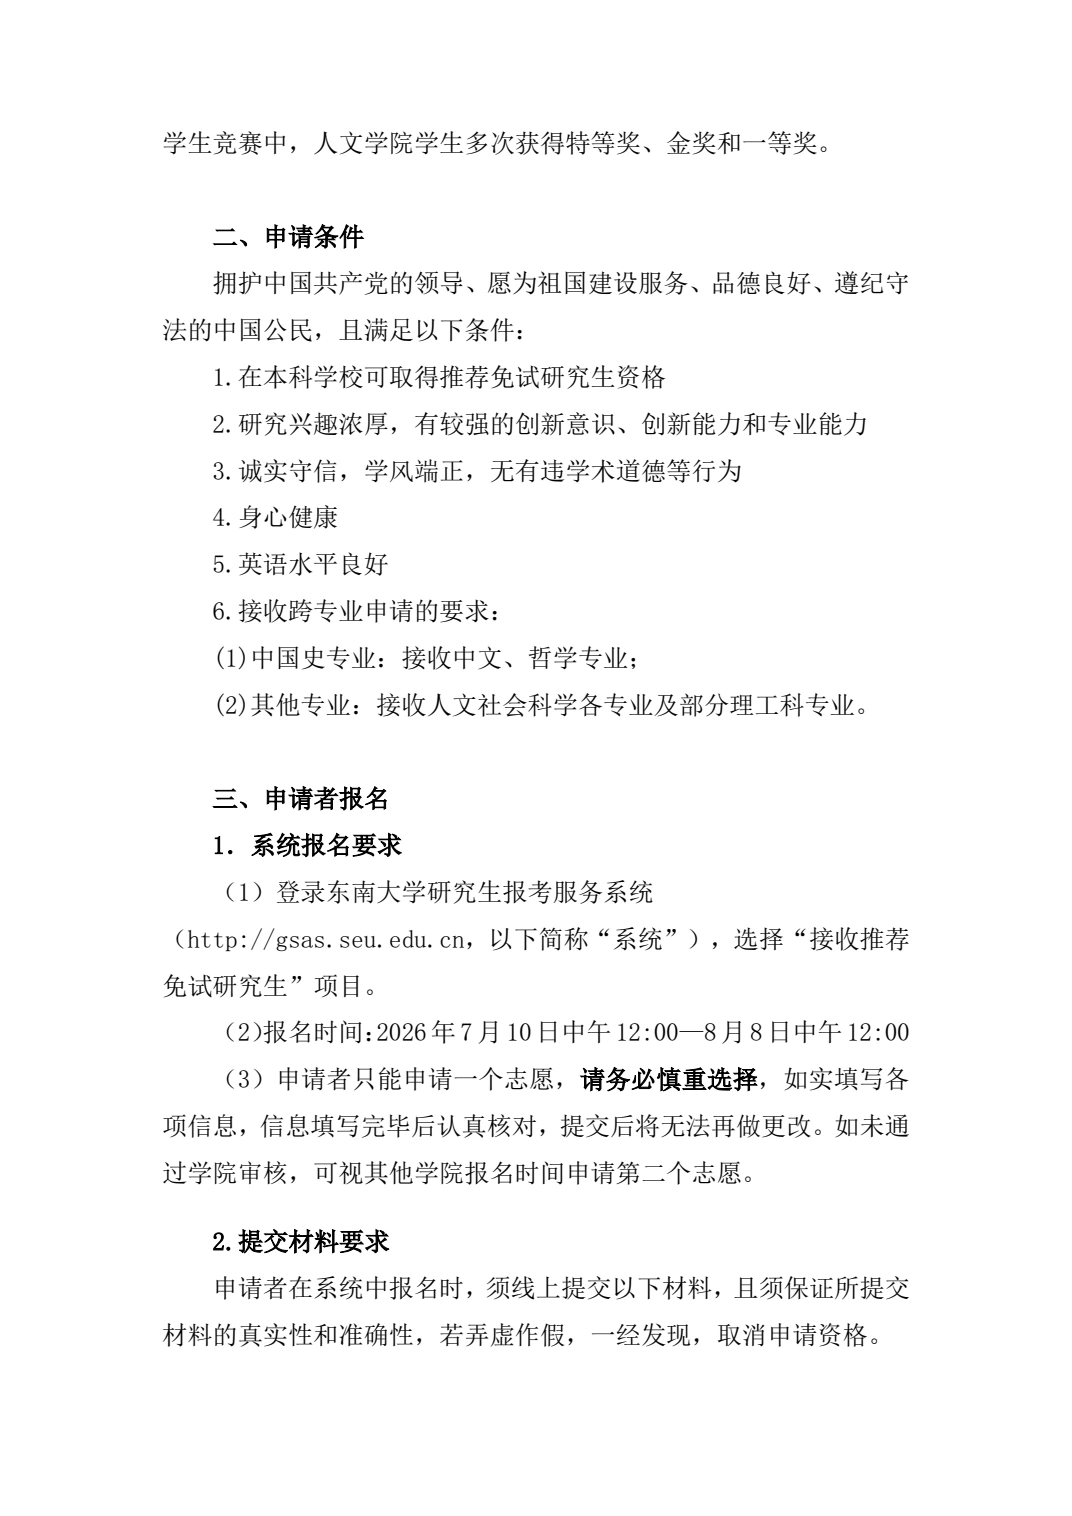 学生竞赛中，人文学院学生多次获得特等奖、金奖和一等奖。
二、申请条件
拥护中国共产党的领导、愿为祖国建设服务、品德良好、遵纪守
法的中国公民，且满足以下条件：
1.在本科学校可取得推荐免试研究生资格
2.研究兴趣浓厚，有较强的创新意识、创新能力和专业能力
3.诚实守信，学风端正，无有违学术道德等行为
4.身心健康
5.英语水平良好
6.接收跨专业申请的要求：
(1)中国史专业：接收中文、哲学专业；
(2)其他专业：接收人文社会科学各专业及部分理工科专业。
三、申请者报名
1．系统报名要求
（1）登录东南大学研究生报考服务系统
（http://gsas.seu.edu.cn，以下简称“系统”），选择“接收推荐
免试研究生”项目。
（2）报名时间：2026年7月10日中午12:00—8月8日中午12:00
（3）申请者只能申请一个志愿，请务必慎重选择，如实填写各
项信息，信息填写完毕后认真核对，提交后将无法再做更改。如未通
过学院审核，可视其他学院报名时间申请第二个志愿。
2.提交材料要求
申请者在系统中报名时，须线上提交以下材料，且须保证所提交
材料的真实性和准确性，若弄虚作假，一经发现，取消申请资格。